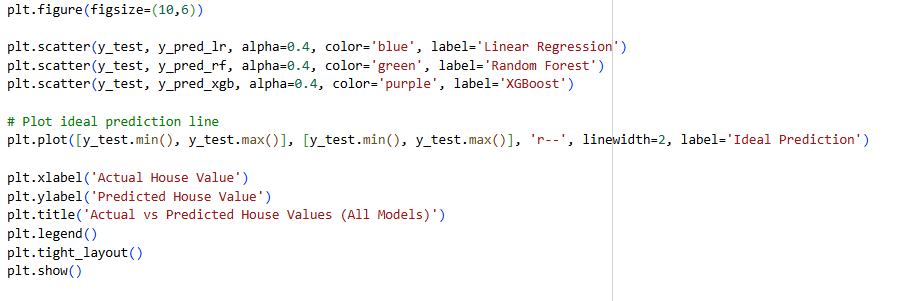 plt.figure(figsize=(10,6))
plt.scatter(y_test, y_pred_lr, alpha=0.4, color='blue', label='Linear Regression')
plt.scatter(y_test, y_pred_rf, alpha=0.4, color='green', label='Random Forest')
plt.scatter(y_test, y_pred_xgb, alpha=0.4, color='purple', label='XGBoost')
# Plot ideal prediction line
plt.plot([y_test.min(), y_test.max()], [y_test.min(), y_test.max()], 'r--', linewidth=2, label='Ideal Prediction')
plt.xlabel('Actual House Value')
plt.ylabel('Predicted House Value')
plt.title('Actual vs Predicted House Values (All Models)')
plt.legend()
plt.tight_layout()
plt.show()